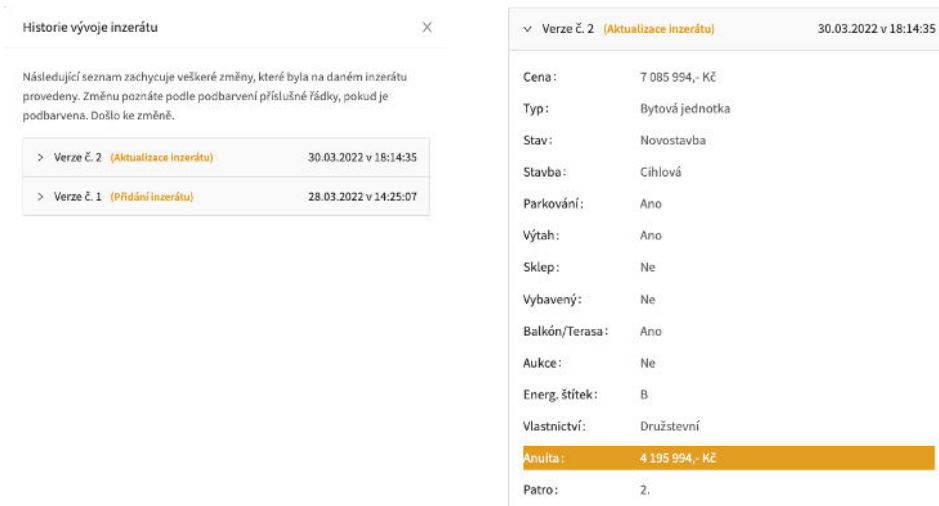 Historie vývoje inzerátu
Následující seznam zachycuje veškeré změny, které byla na daném inzerátu
provedeny. Změnu poznáte podle podbarvení příslušné řádky, pokud je
podbarvena. Došlo ke změně.
Verze č. 2 (Aktualizace inzerátu) 30.03.2022 v 18:14:35
Verze č. 1 (Přidání inzerátu) 28.03.2022 v 14:25:07
Verze č. 2 (Aktualizace inzerátu) 30.03.2022 v 18:14:35
Cena: 7 085 994,- Kč
Typ: Bytová jednotka
Stav: Novostavba
Stavba: Cihlová
Parkování: Ano
Výtah: Ano
Sklep: Ne
Vybavený: Ne
Balkón/Terasa: Ano
Aukce: Ne
Energ. štítek: B
Vlastnictví: Družstevní
Anuita: 4 195 994,- Kč
Patro: 2.